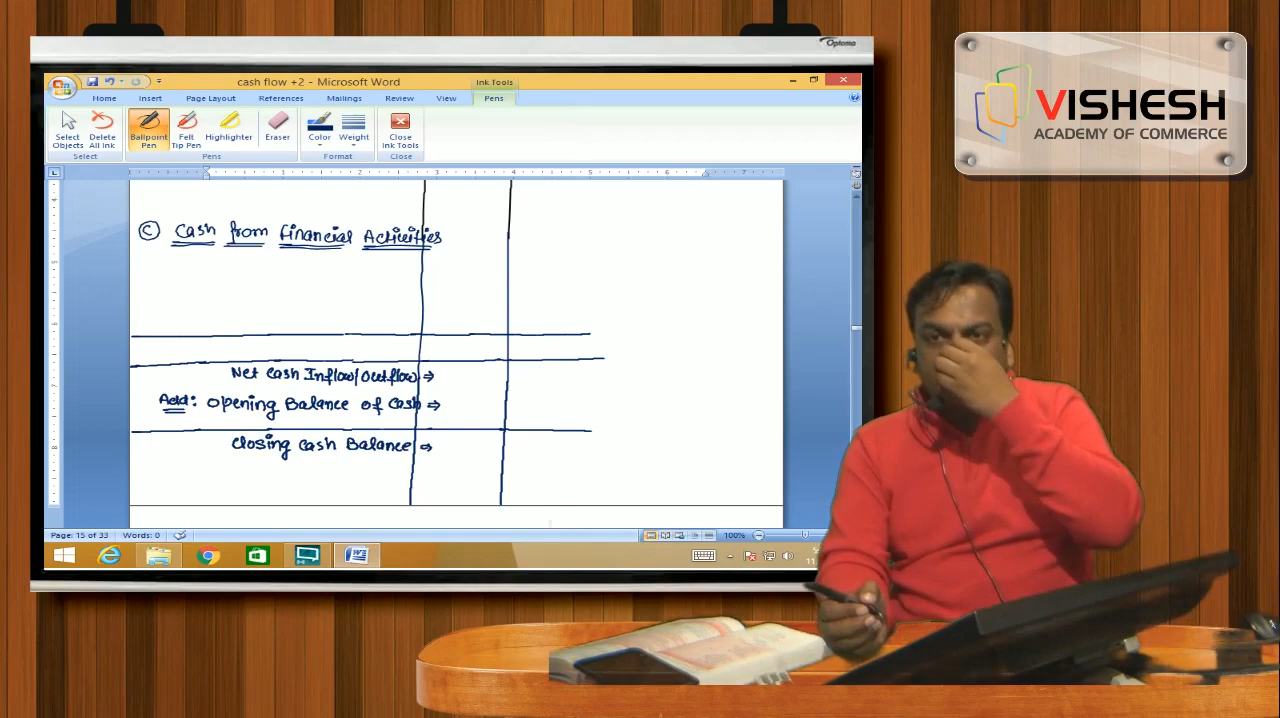 Optoma
cash flow +2 - Microsoft Word
Ink Tools
Home Insert Page Layout References Mailings Review View Pens
Select Objects
Delete All Ink
Ballpoint Pen
Felt Tip Pen
Highlighter
Eraser
Color
Weight
Close Ink Tools
Select Pens Format Close
© Cash from Financial Activities
Net Cash Inflow/Outflow →
Add: Opening Balance of Cash →
Closing Cash Balance →
Page: 15 of 33 Words: 0
100%
VISHESH
ACADEMY OF COMMERCE